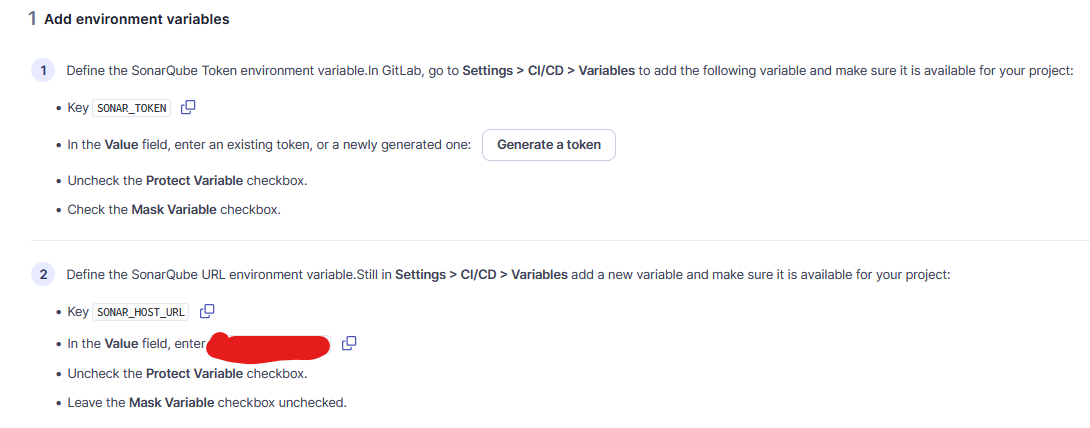 1 Add environment variables
1 Define the SonarQube Token environment variable.In GitLab, go to Settings > CI/CD > Variables to add the following variable and make sure it is available for your project:
• Key SONAR_TOKEN
• In the Value field, enter an existing token, or a newly generated one: Generate a token
• Uncheck the Protect Variable checkbox.
• Check the Mask Variable checkbox.
2 Define the SonarQube URL environment variable.Still in Settings > CI/CD > Variables add a new variable and make sure it is available for your project:
• Key SONAR_HOST_URL
• In the Value field, enter
• Uncheck the Protect Variable checkbox.
• Leave the Mask Variable checkbox unchecked.